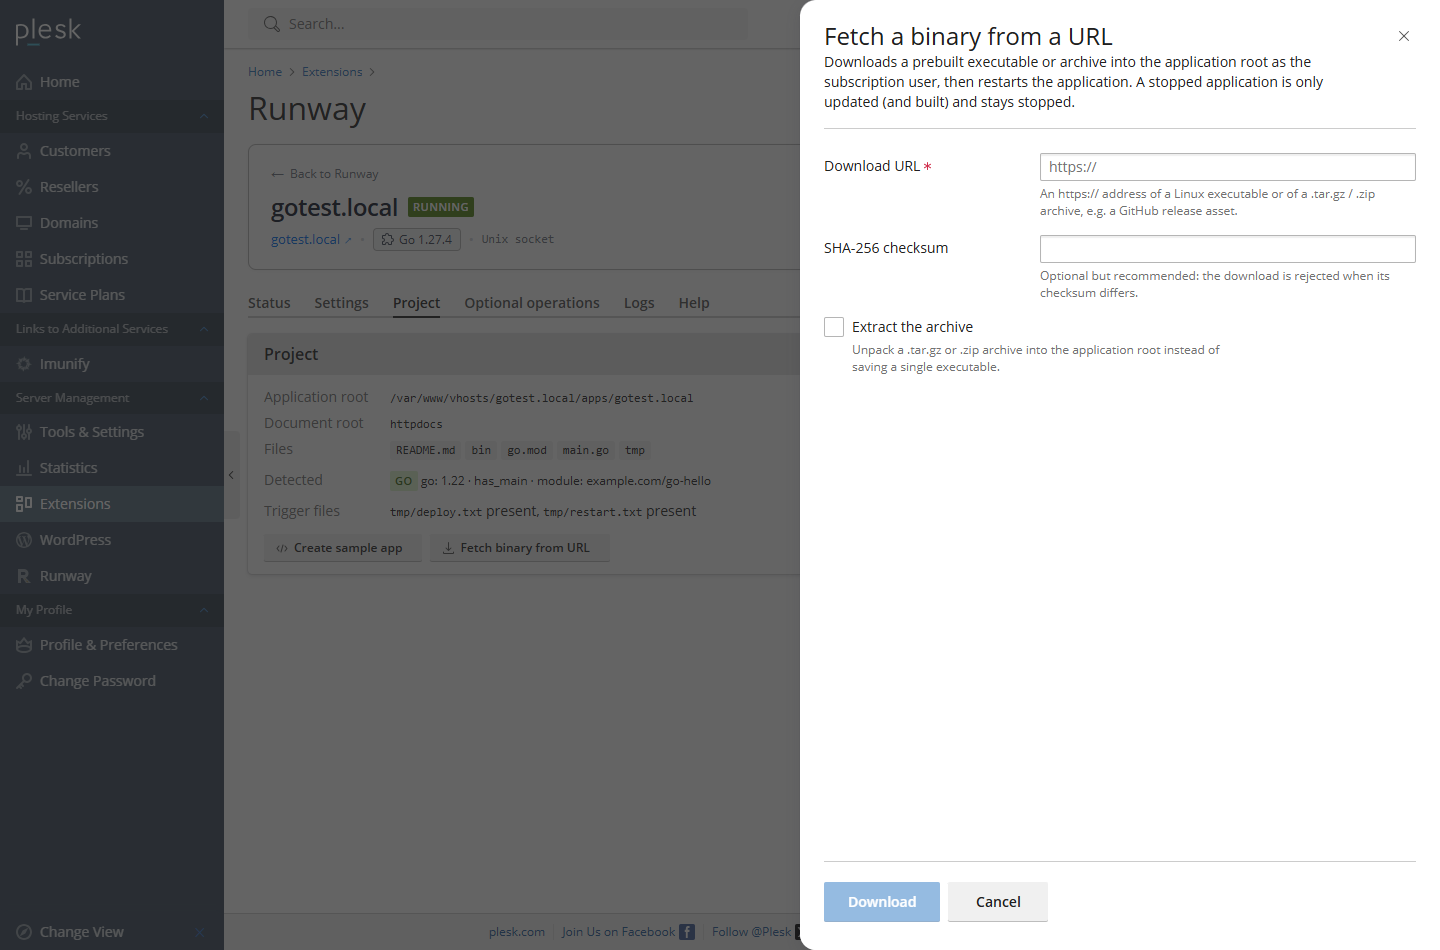 plesk
Home
Hosting Services
Customers
Resellers
Domains
Subscriptions
Service Plans
Links to Additional Services
Imunify
Server Management
Tools & Settings
Statistics
Extensions
WordPress
Runway
My Profile
Profile & Preferences
Change Password
Change View
Search...
Home > Extensions >
Runway
← Back to Runway
gotest.local RUNNING
gotest.local · Go 1.27.4 · Unix socket
Status Settings Project Optional operations Logs Help
Project
Application root /var/www/vhosts/gotest.local/apps/gotest.local
Document root httpdocs
Files README.md bin go.mod main.go tmp
Detected GO go: 1.22 · has_main · module: example.com/go-hello
Trigger files tmp/deploy.txt present, tmp/restart.txt present
Create sample app Fetch binary from URL
plesk.com Join Us on Facebook Follow @Plesk
Fetch a binary from a URL
Downloads a prebuilt executable or archive into the application root as the
subscription user, then restarts the application. A stopped application is only
updated (and built) and stays stopped.
Download URL * https://
An https:// address of a Linux executable or of a .tar.gz / .zip
archive, e.g. a GitHub release asset.
SHA-256 checksum
Optional but recommended: the download is rejected when its
checksum differs.
Extract the archive
Unpack a .tar.gz or .zip archive into the application root instead of
saving a single executable.
Download Cancel